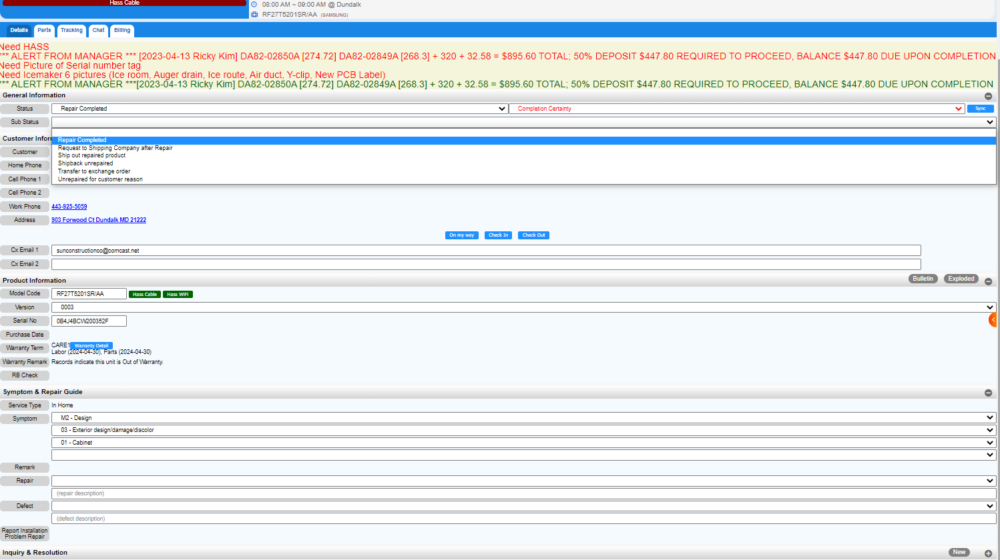 Hass Cable
08:00 AM ~ 09:00 AM @ Dundalk
RF27T5201SR/AA (SAMSUNG)
Details Parts Tracking Chat Billing
Need HASS
*** ALERT FROM MANAGER *** [2023-04-13 Ricky Kim] DA82-02850A [274.72] DA82-02849A [268.3] + 320 + 32.58 = $895.60 TOTAL; 50% DEPOSIT $447.80 REQUIRED TO PROCEED, BALANCE $447.80 DUE UPON COMPLETION
Need Picture of Serial number tag
Need Icemaker 6 pictures (Ice room, Auger drain, Ice route, Air duct, Y-clip, New PCB Label)
*** ALERT FROM MANAGER ***[2023-04-13 Ricky Kim] DA82-02850A [274.72] DA82-02849A [268.3] + 320 + 32.58 = $895.60 TOTAL; 50% DEPOSIT $447.80 REQUIRED TO PROCEED, BALANCE $447.80 DUE UPON COMPLETION
General Information
Status Repair Completed Completion Certainty Sync
Sub Status
Customer Infor
Repair Completed
Request to Shipping Company after Repair
Ship out repaired product
Shipback unrepaired
Transfer to exchange order
Unrepaired for customer reason
Customer
Home Phone
Cell Phone 1
Cell Phone 2
Work Phone 443-925-5059
Address 903 Forwood Ct Dundalk MD 21222
On my way Check In Check Out
Cx Email 1 sunconstructionco@comcast.net
Cx Email 2
Product Information Bulletin Exploded
Model Code RF27T5201SR/AA Hass Cable Hass WiFi
Version 0003
Serial No 0B4J4BCW200352F
Purchase Date
Warranty Term CARE1 Warranty Detail
Labor (2024-04-30), Parts (2024-04-30)
Warranty Remark Records indicate this unit is Out of Warranty.
RB Check
Symptom & Repair Guide
Service Type In Home
Symptom M2 - Design
03 - Exterior design/damage/discolor
01 - Cabinet
Remark
Repair
(repair description)
Defect
(defect description)
Report Installation
Problem Repair
Inquiry & Resolution New